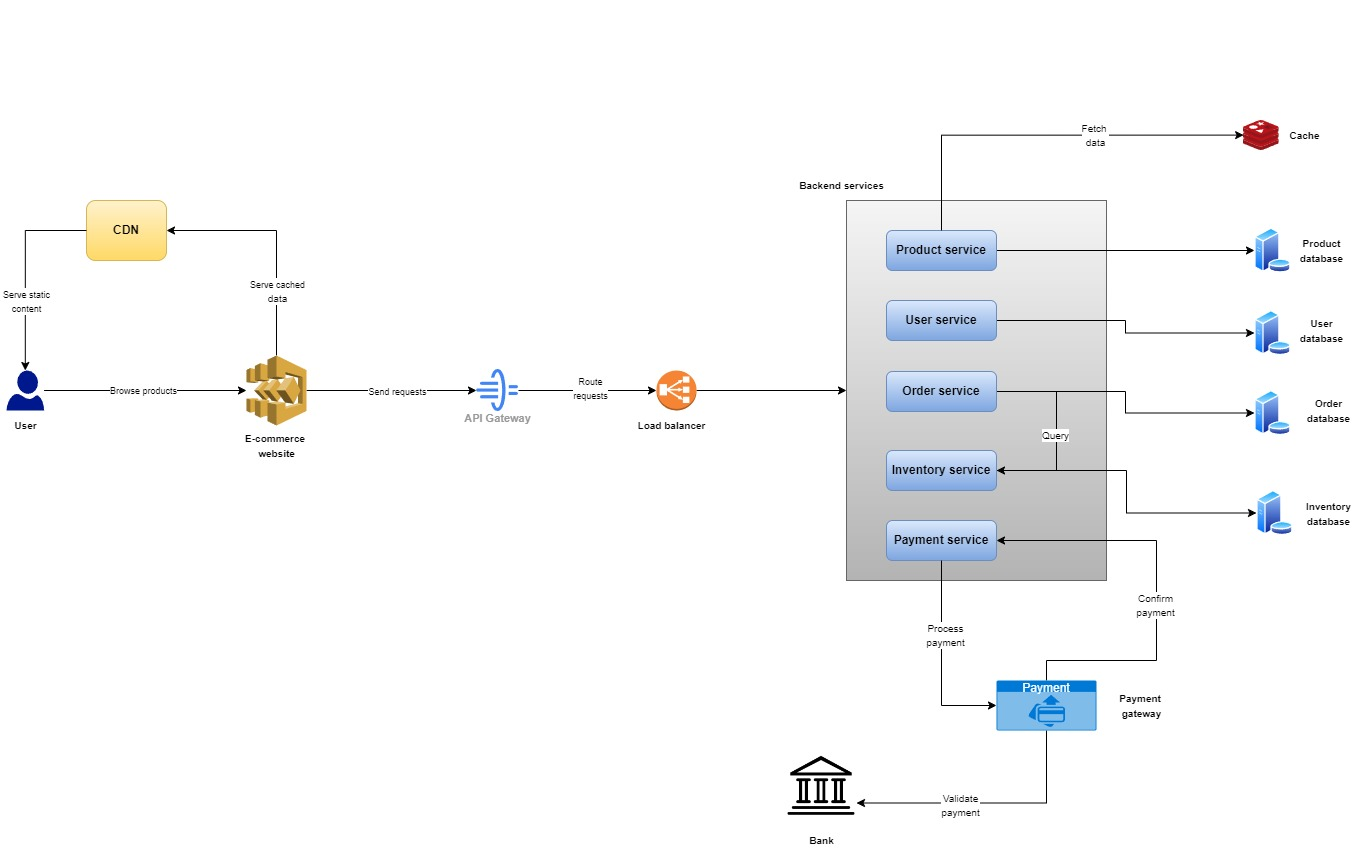 Fetch
data
Cache
Backend services
CDN
Product service
Product
database
Serve cached
data
Serve static
content
User service
User
database
Browse products
Send requests
Route
requests
Order service
Order
database
API Gateway
User
Load balancer
E-commerce
website
Query
Inventory service
Inventory
database
Payment service
Confirm
payment
Process
payment
Payment
Payment
gateway
Validate
payment
Bank